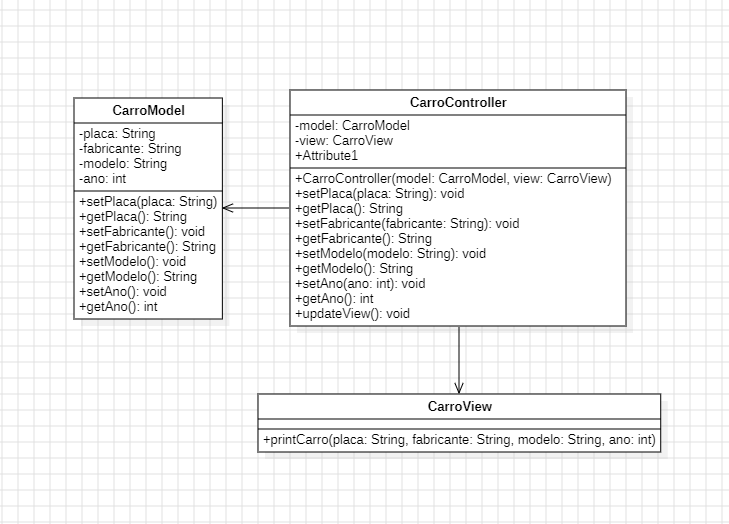 CarroModel
-placa: String
-fabricante: String
-modelo: String
-ano: int
+setPlaca(placa: String)
+getPlaca(): String
+setFabricante(): void
+getFabricante(): String
+setModelo(): void
+getModelo(): String
+setAno(): void
+getAno(): int
CarroController
-model: CarroModel
-view: CarroView
+Attribute1
+CarroController(model: CarroModel, view: CarroView)
+setPlaca(placa: String): void
+getPlaca(): String
+setFabricante(fabricante: String): void
+getFabricante(): String
+setModelo(modelo: String): void
+getModelo(): String
+setAno(ano: int): void
+getAno(): int
+updateView(): void
CarroView
+printCarro(placa: String, fabricante: String, modelo: String, ano: int)